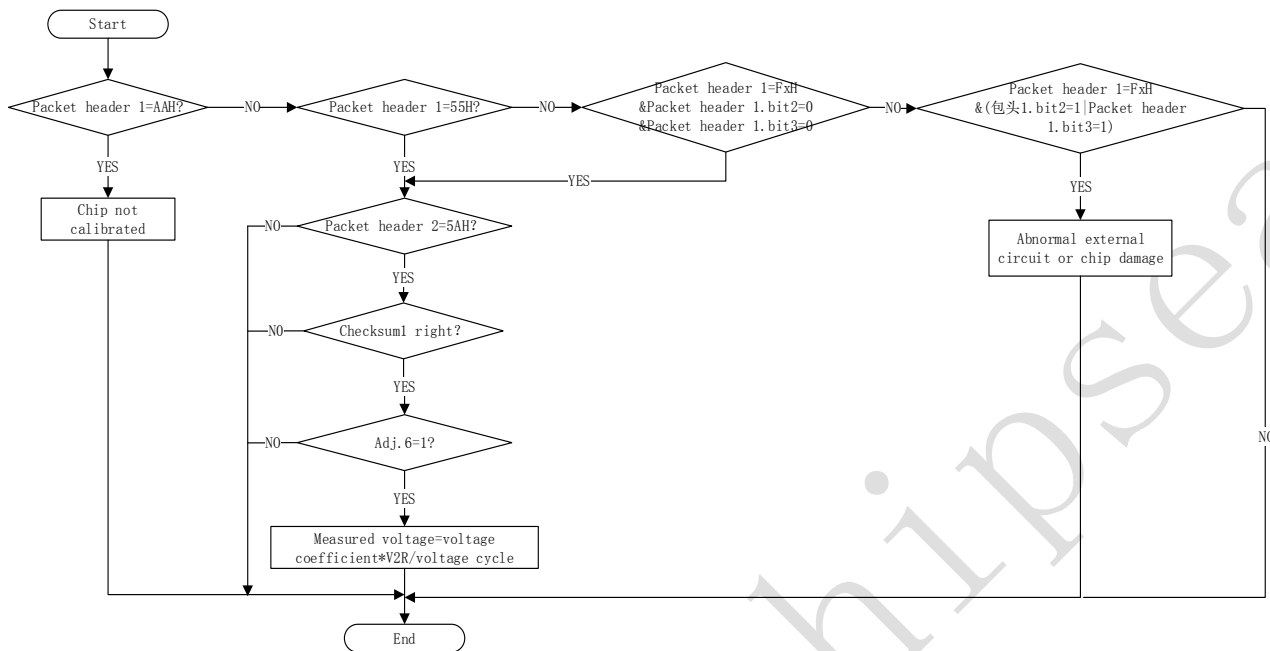 Start
Packet header 1=AAH?
NO
Packet header 1=55H?
NO
Packet header 1=FxH
&Packet header 1.bit2=0
&Packet header 1.bit3=0
NO
Packet header 1=FxH
&(包头1.bit2=1|Packet header
1.bit3=1)
YES
YES
YES
YES
Chip not
calibrated
NO
Packet header 2=5AH?
Abnormal external
circuit or chip damage
YES
NO
Checksum1 right?
YES
NO
Adj.6=1?
NO
YES
Measured voltage=voltage
coefficient*V2R/voltage cycle
End
hipsea